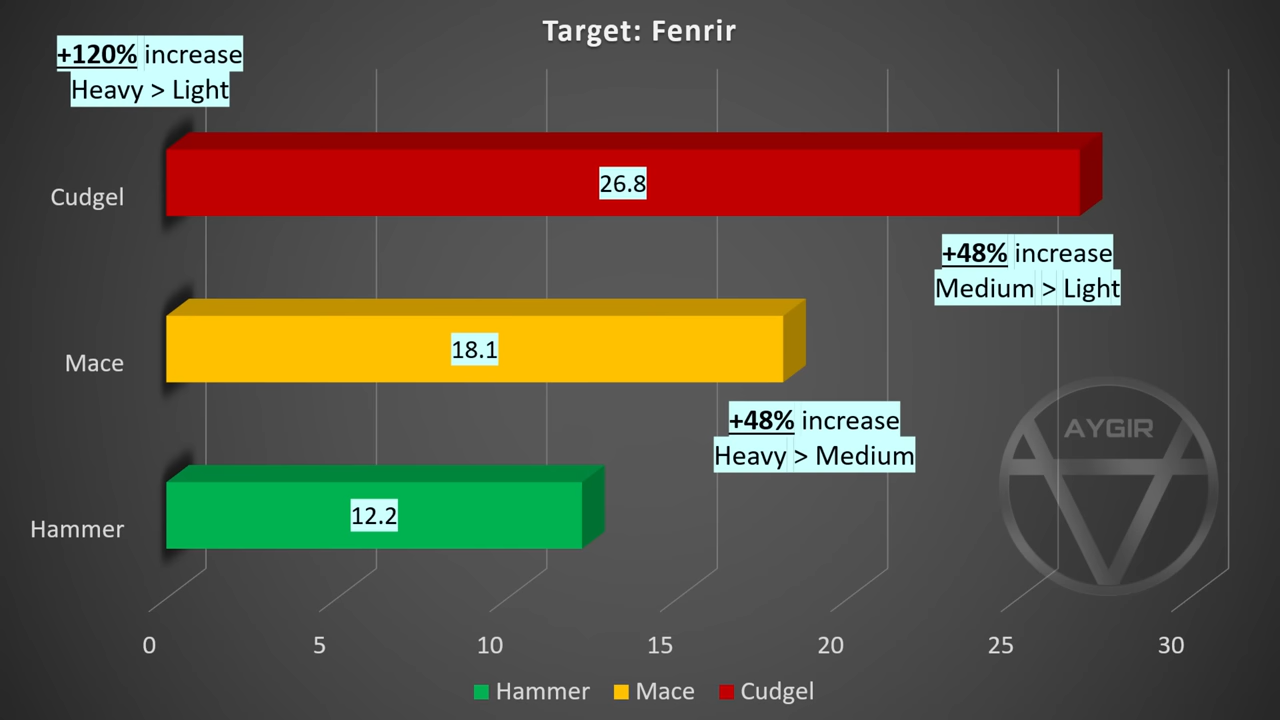 Target: Fenrir
+120% increase
Heavy > Light
Cudgel
26.8
+48% increase
Medium > Light
Mace
18.1
+48% increase
Heavy > Medium
AYGIR
Hammer
12.2
0 5 10 15 20 25 30
Hammer Mace Cudgel